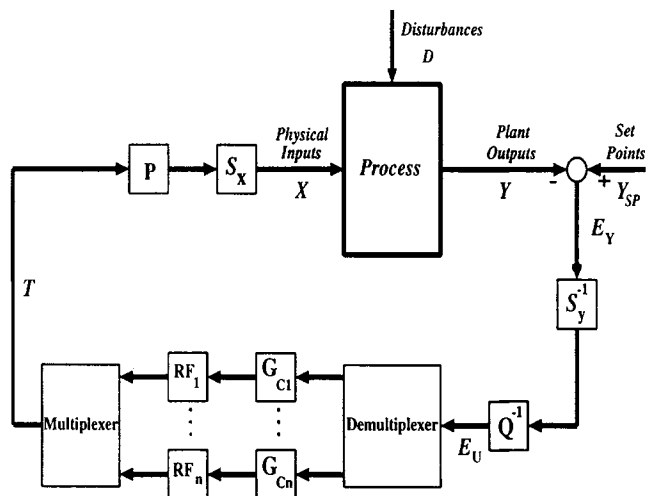 Disturbances
D
Physical
Inputs
X
P
S_x
Process
Plant
Outputs
Y
-
+
Set
Points
Y_SP
E_Y
S_y^-1
T
Multiplexer
RF_1
G_C1
RF_n
G_Cn
Demultiplexer
E_U
Q^-1